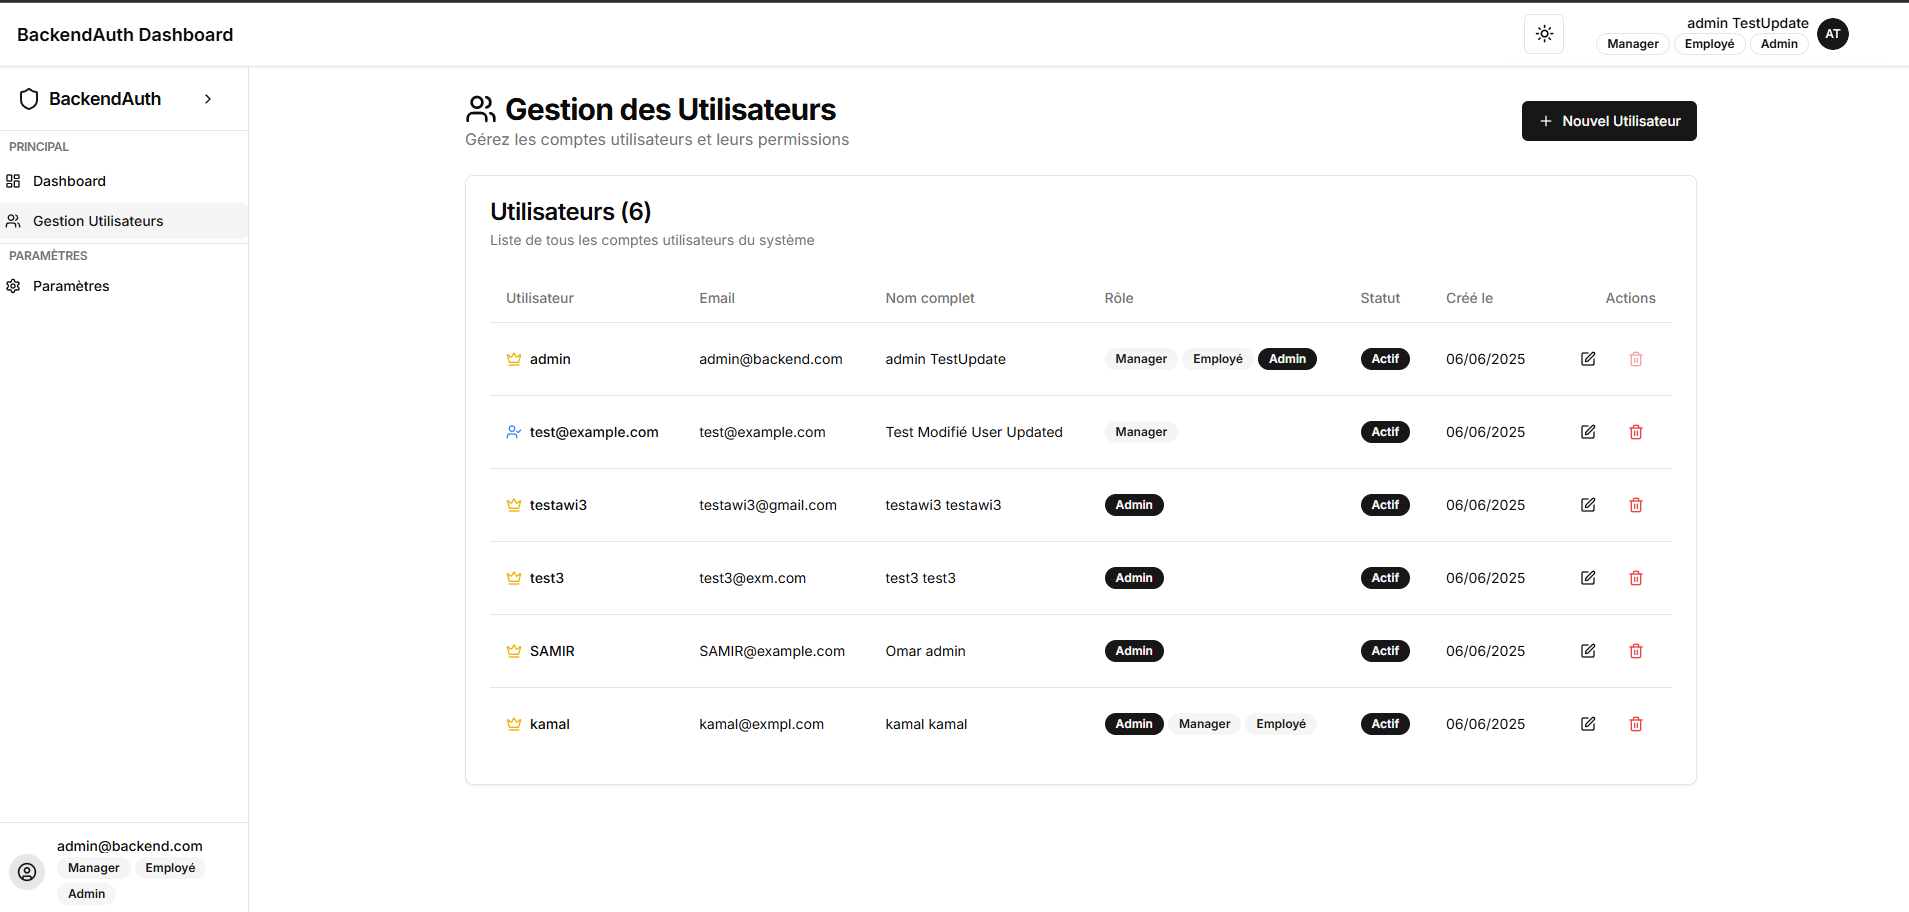 BackendAuth Dashboard
admin TestUpdate
Manager Employé Admin
AT
BackendAuth
PRINCIPAL
Dashboard
Gestion Utilisateurs
PARAMÈTRES
Paramètres
admin@backend.com
Manager Employé
Admin
Gestion des Utilisateurs
Gérez les comptes utilisateurs et leurs permissions
Nouvel Utilisateur
Utilisateurs (6)
Liste de tous les comptes utilisateurs du système
Utilisateur Email Nom complet Rôle Statut Créé le Actions
admin admin@backend.com admin TestUpdate Manager Employé Admin Actif 06/06/2025
test@example.com test@example.com Test Modifié User Updated Manager Actif 06/06/2025
testawi3 testawi3@gmail.com testawi3 testawi3 Admin Actif 06/06/2025
test3 test3@exm.com test3 test3 Admin Actif 06/06/2025
SAMIR SAMIR@example.com Omar admin Admin Actif 06/06/2025
kamal kamal@exmpl.com kamal kamal Admin Manager Employé Actif 06/06/2025